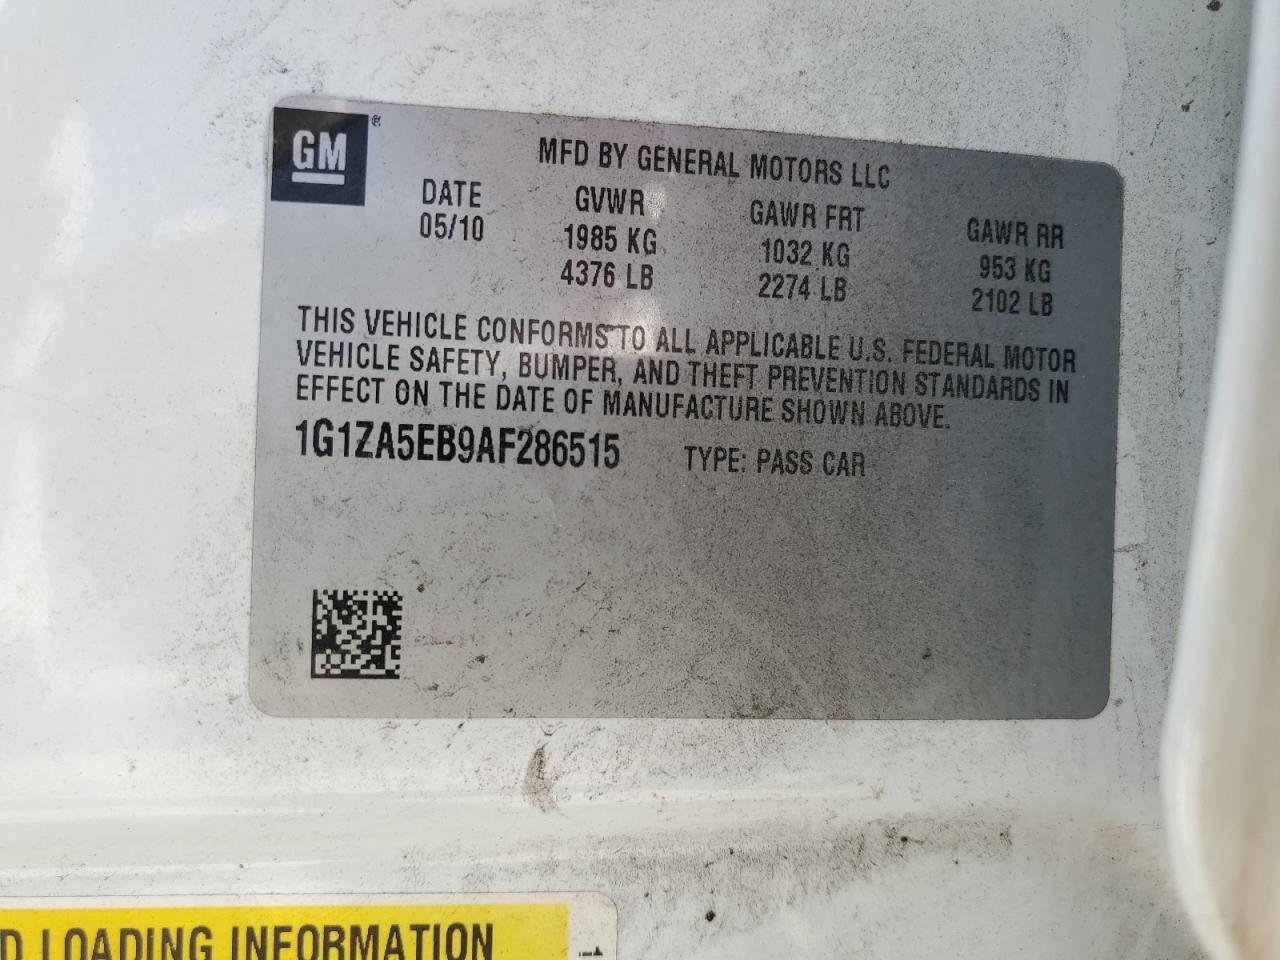 GM ®
MFD BY GENERAL MOTORS LLC
DATE GVWR GAWR FRT GAWR RR
05/10 1985 KG 1032 KG 953 KG
4376 LB 2274 LB 2102 LB
THIS VEHICLE CONFORMS TO ALL APPLICABLE U.S. FEDERAL MOTOR
VEHICLE SAFETY, BUMPER, AND THEFT PREVENTION STANDARDS IN
EFFECT ON THE DATE OF MANUFACTURE SHOWN ABOVE.
1G1ZA5EB9AF286515 TYPE: PASS CAR
D LOADING INFORMATION